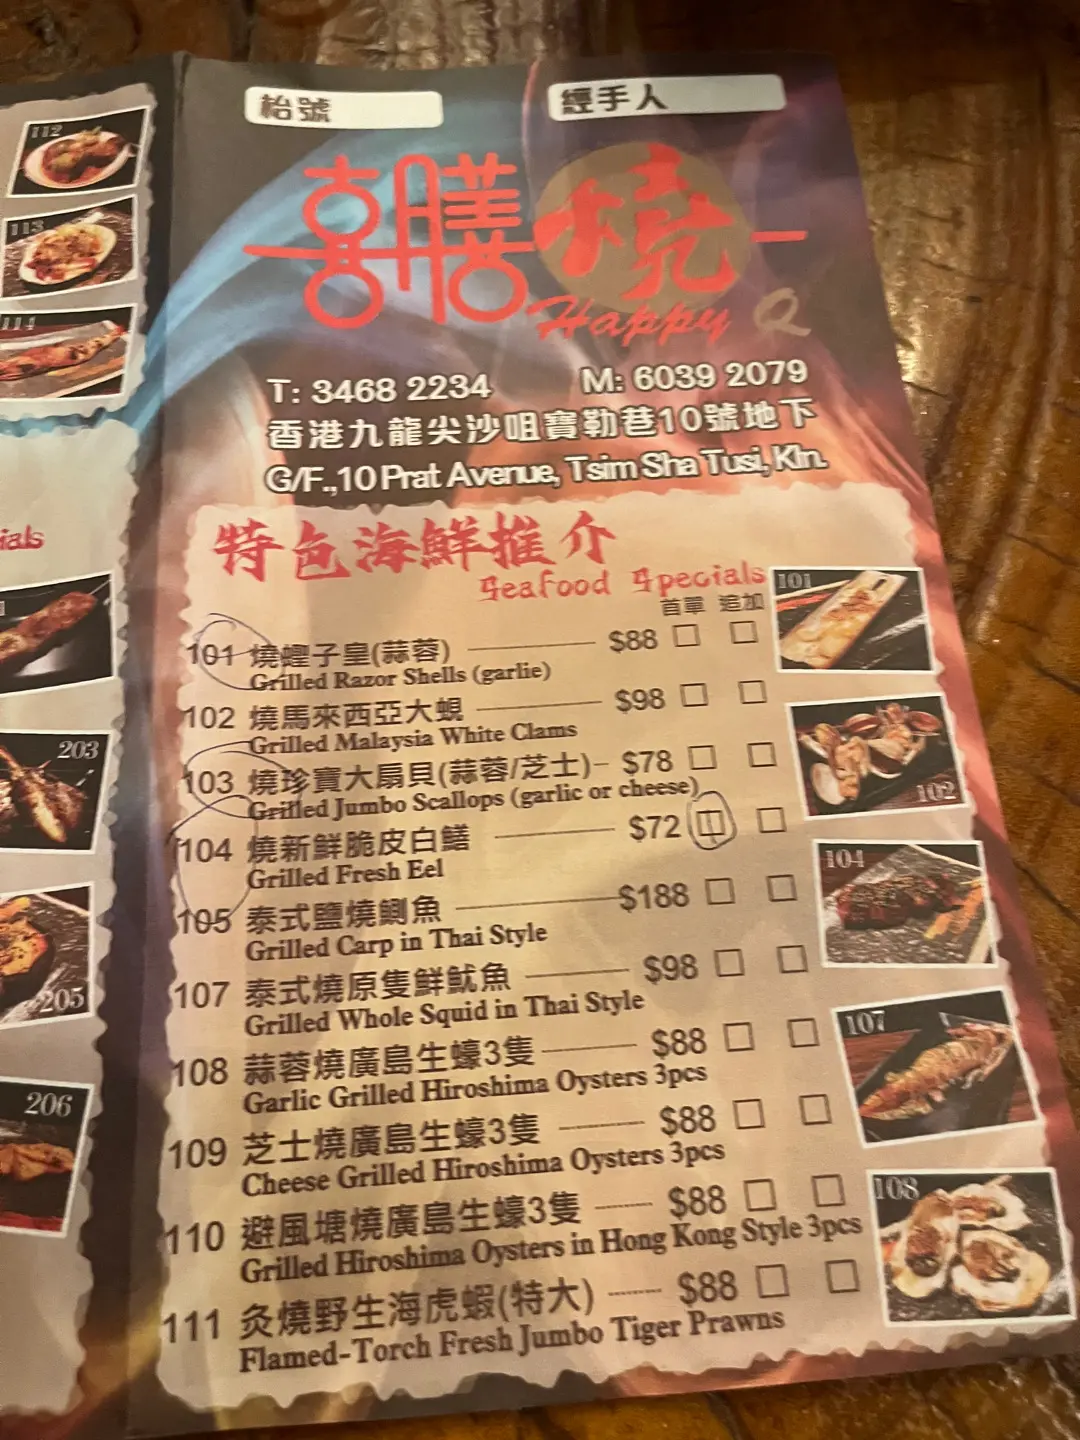 112
113
114
ials
203
205
206
枱號
經手人
喜膳燒
Happy Q
T: 3468 2234 M: 6039 2079
香港九龍尖沙咀寶勒巷10號地下
G/F.,10 Prat Avenue, Tsim Sha Tusi, Kln.
特色海鮮推介
Seafood Specials
首單 追加
101 燒蟶子皇(蒜蓉) $88 □ □
Grilled Razor Shells (garlie)
102 燒馬來西亞大蜆 $98 □ □
Grilled Malaysia White Clams
103 燒珍寶大扇貝(蒜蓉/芝士) $78 □ □
Grilled Jumbo Scallops (garlic or cheese)
104 燒新鮮脆皮白鱔 $72 □ □
Grilled Fresh Eel
105 泰式鹽燒鰂魚 $188 □ □
Grilled Carp in Thai Style
107 泰式燒原隻鮮魷魚 $98 □ □
Grilled Whole Squid in Thai Style
108 蒜蓉燒廣島生蠔3隻 $88 □ □
Garlic Grilled Hiroshima Oysters 3pcs
109 芝士燒廣島生蠔3隻 $88 □ □
Cheese Grilled Hiroshima Oysters 3pcs
110 避風塘燒廣島生蠔3隻 $88 □ □
Grilled Hiroshima Oysters in Hong Kong Style 3pcs
111 灸燒野生海虎蝦(特大) $88 □ □
Flamed-Torch Fresh Jumbo Tiger Prawns
101
102
104
107
108